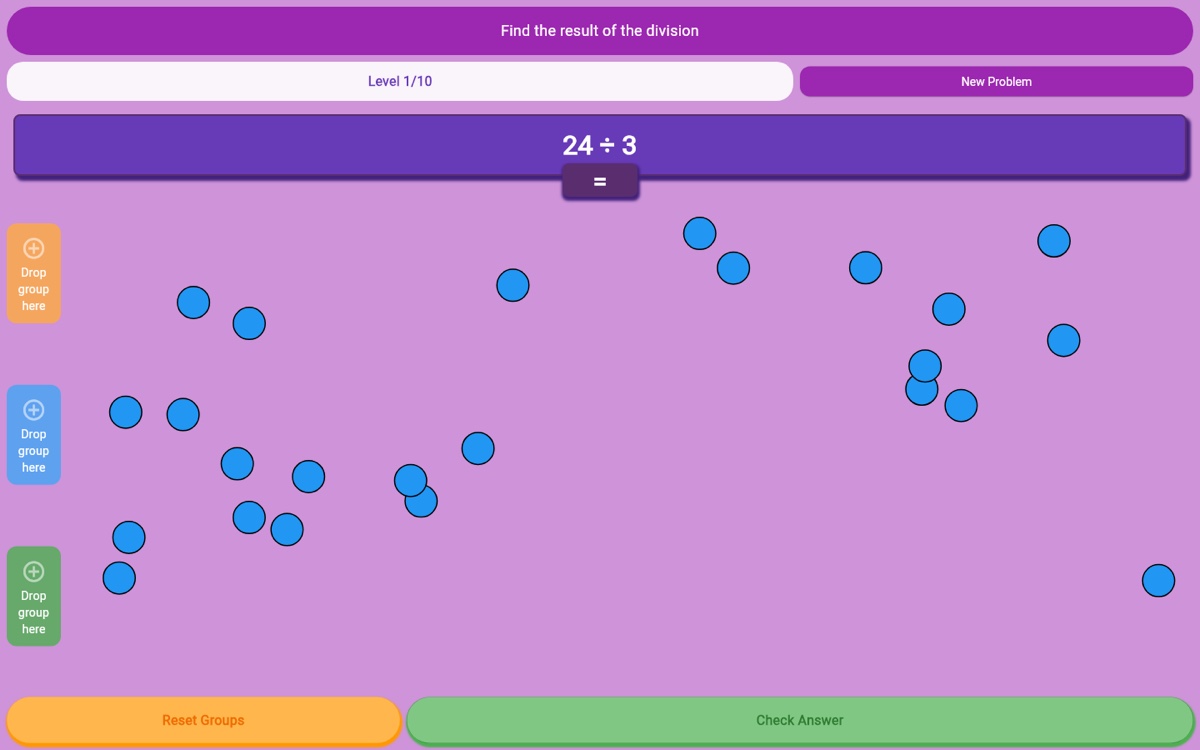 Find the result of the division
Level 1/10
New Problem
24 ÷ 3
=
Drop
group
here
Drop
group
here
Drop
group
here
Reset Groups
Check Answer